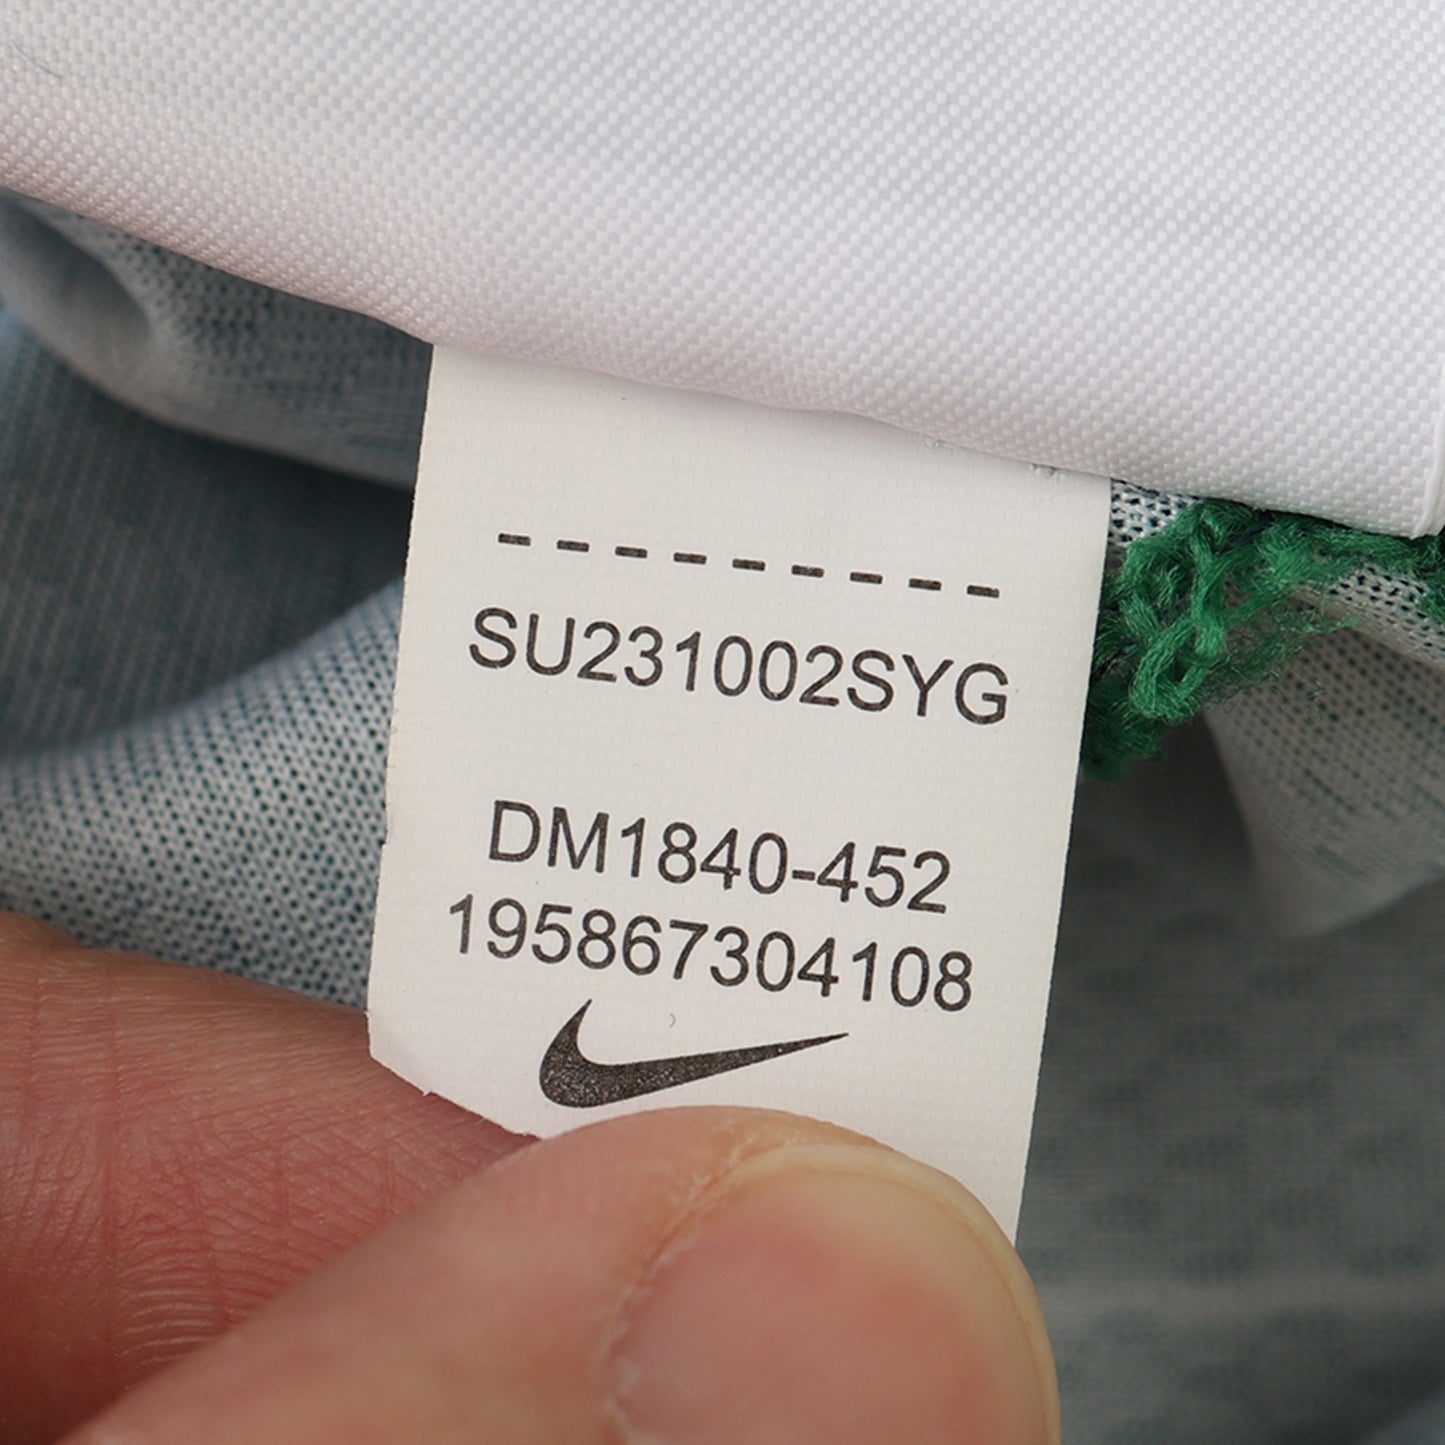 ---------
SU231002SYG
DM1840-452
195867304108